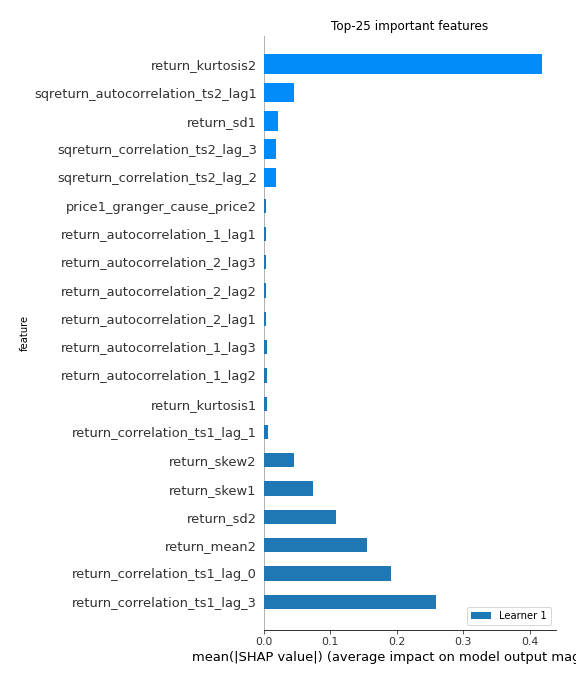 Top-25 important features
return_kurtosis2
sqreturn_autocorrelation_ts2_lag1
return_sd1
sqreturn_correlation_ts2_lag_3
sqreturn_correlation_ts2_lag_2
price1_granger_cause_price2
return_autocorrelation_1_lag1
return_autocorrelation_2_lag3
return_autocorrelation_2_lag2
return_autocorrelation_2_lag1
return_autocorrelation_1_lag3
return_autocorrelation_1_lag2
return_kurtosis1
return_correlation_ts1_lag_1
return_skew2
return_skew1
return_sd2
return_mean2
return_correlation_ts1_lag_0
return_correlation_ts1_lag_3
feature
Learner 1
0.0 0.1 0.2 0.3 0.4
mean(|SHAP value|) (average impact on model output mag